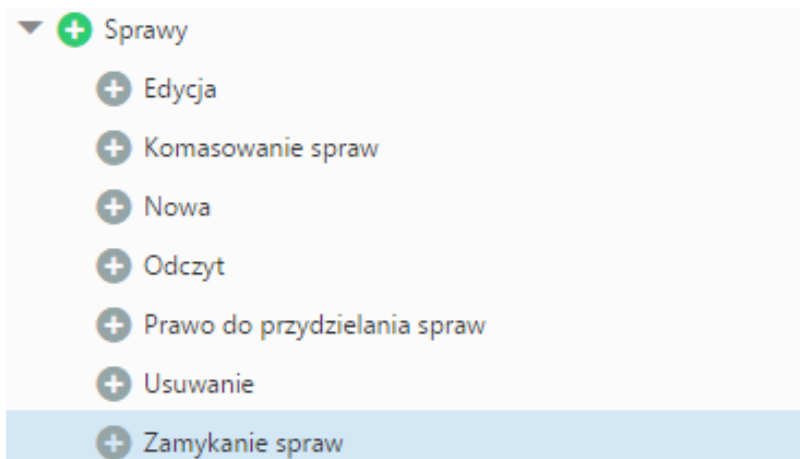 Sprawy
Edycja
Komasowanie spraw
Nowa
Odczyt
Prawo do przydzielania spraw
Usuwanie
Zamykanie spraw